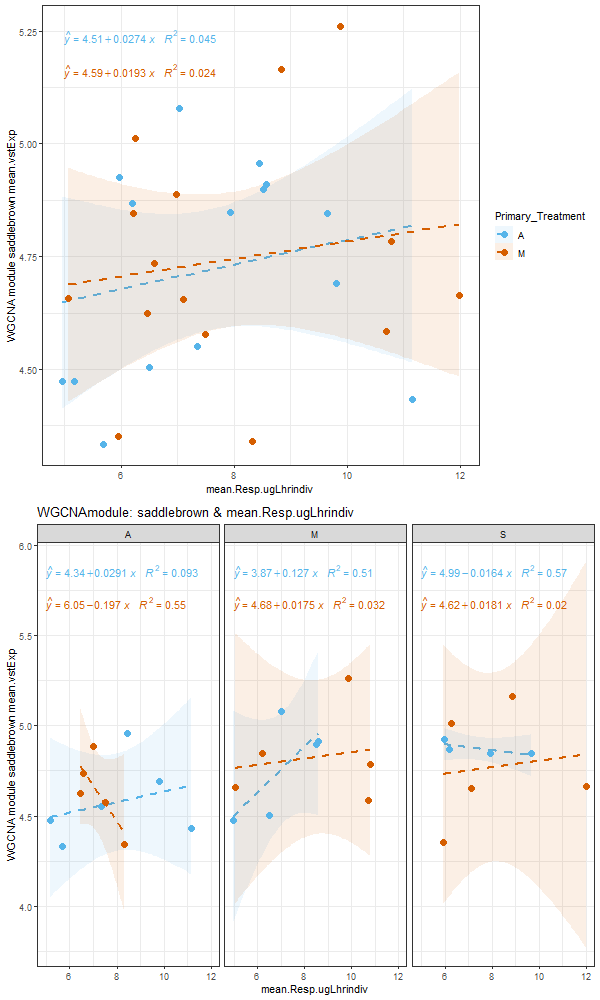 ŷ = 4.51 + 0.0274 x R² = 0.045
ŷ = 4.59 + 0.0193 x R² = 0.024
5.25
5.00
4.75
4.50
WGCNA module saddlebrown mean.vstExp
6 8 10 12
mean.Resp.ugLhrindiv
Primary_Treatment
A
M
WGCNAmodule: saddlebrown & mean.Resp.ugLhrindiv
A M S
ŷ = 4.34 + 0.0291 x R² = 0.093
ŷ = 6.05 − 0.197 x R² = 0.55
ŷ = 3.87 + 0.127 x R² = 0.51
ŷ = 4.68 + 0.0175 x R² = 0.032
ŷ = 4.99 − 0.0164 x R² = 0.57
ŷ = 4.62 + 0.0181 x R² = 0.02
6.0
5.5
5.0
4.5
4.0
WGCNA module saddlebrown mean.vstExp
6 8 10 12 6 8 10 12 6 8 10 12
mean.Resp.ugLhrindiv